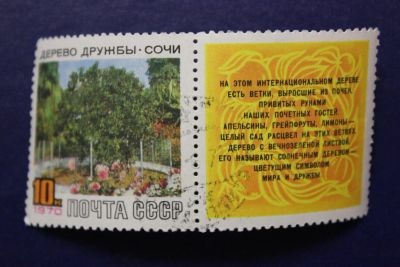 ДЕРЕВО ДРУЖБЫ · СОЧИ
10К
1970
ПОЧТА СССР
НА ЭТОМ ИНТЕРНАЦИОНАЛЬНОМ ДЕРЕВЕ
ЕСТЬ ВЕТКИ, ВЫРОСШИЕ ИЗ ПОЧЕК,
ПРИВИТЫХ РУКАМИ
НАШИХ ПОЧЕТНЫХ ГОСТЕЙ
АПЕЛЬСИНЫ, ГРЕЙПФРУТЫ, ЛИМОНЫ—
ЦЕЛЫЙ САД РАСЦВЕЛ НА ЭТИХ ВЕТВЯХ.
ДЕРЕВО С ВЕЧНОЗЕЛЕНОЙ ЛИСТВОЙ.
ЕГО НАЗЫВАЮТ СОЛНЕЧНЫМ ДЕРЕВОМ—
ЦВЕТУЩИМ СИМВОЛОМ
МИРА И ДРУЖБЫ